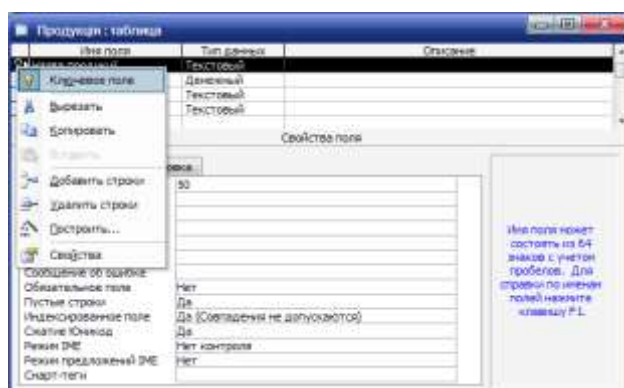 Продукція : таблица
Имя поля Тип данных Описание
Текстовый
Ключевое поле Денежный
Текстовый
Вырезать Текстовый
Копировать
Свойства поля
Вставить
Добавить строки 50
Удалить строки
Построить...
Свойства
Сообщение об ошибке
Обязательное поле Нет
Пустые строки Да
Индексированное поле Да (Совпадения не допускаются)
Сжатие Юникод Да
Режим IME Нет контроля
Режим предложений IME Нет
Смарт-теги
Имя поля может
состоять из 64
знаков с учетом
пробелов. Для
справки по именам
полей нажмите
клавишу F1.